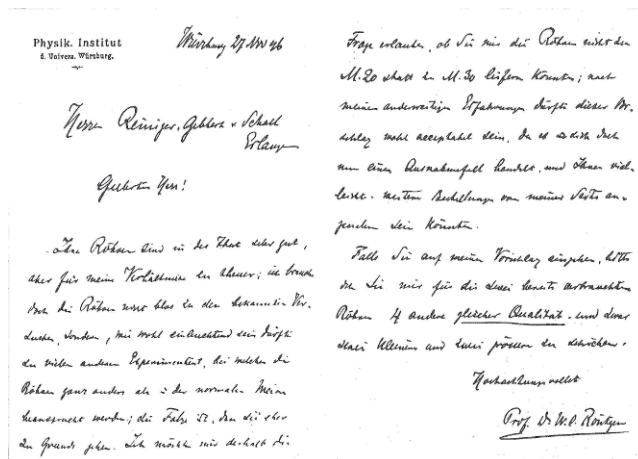 Physik. Institut
d. Univers. Würzburg.
Würzburg 27 Nov 96
Herren Reiniger, Gebbert u Schall
Erlangen
Geehrter Herr!
Ihre Röhren sind in der That sehr gut,
aber für meine Verhältnisse zu theuer; ich brauche
doch die Röhren nicht blos zu den bekannten Ver-
suchen, sondern, wie wohl einleuchtend sein dürfte
zu vielen anderen Experimenten, bei welchen die
Röhren ganz anders als in der normalen Weise
beansprucht werden; die Folge ist, dass sie eher
zu Grunde gehen. Ich möchte mir deshalb die
Frage erlauben, ob Sie mir die Röhren nicht den
M. 20 statt zu M. 30 liefern könnten; nach
meinen anderweitigen Erfahrungen dürfte dieser Vor-
schlag wohl acceptabel sein, da es sich doch
nur einen Ausnahmefall handelt, und Ihnen viel-
leicht weitere Bestellungen von meiner Seite an-
genehm sein könnten.
Falls Sie auf meinen Vorschlag eingehen, bitte
Sie mir für die zwei bereits verbrauchten
Röhren 4 andere gleicher Qualität und zwar
zwei kleinere und zwei grössere zu schicken.
Hochachtungsvollst
Prof. Dr W. C. Röntgen